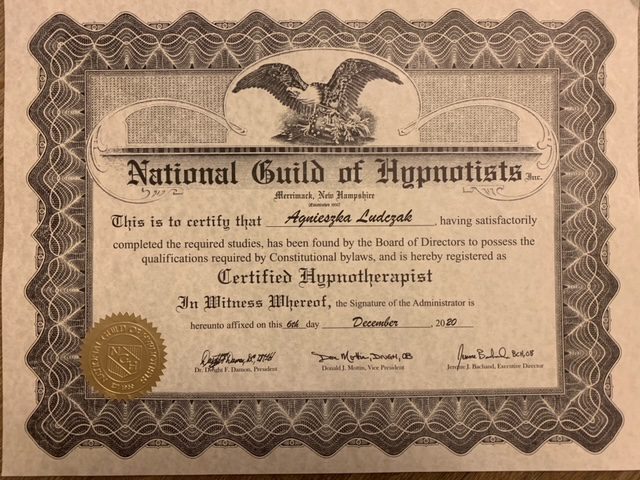 National Guild of Hypnotists Inc.
Merrimack, New Hampshire
This is to certify that Agnieszka Ludczak, having satisfactorily
completed the required studies, has been found by the Board of Directors to possess the
qualifications required by Constitutional bylaws, and is hereby registered as
Certified Hypnotherapist
In Witness Whereof, the Signature of the Administrator is
hereunto affixed on this 6th day December, 2020
Dr. Dwight F. Damon, President
Donald J. Mottin, Vice President
Jereme J. Bachand, Executive Director